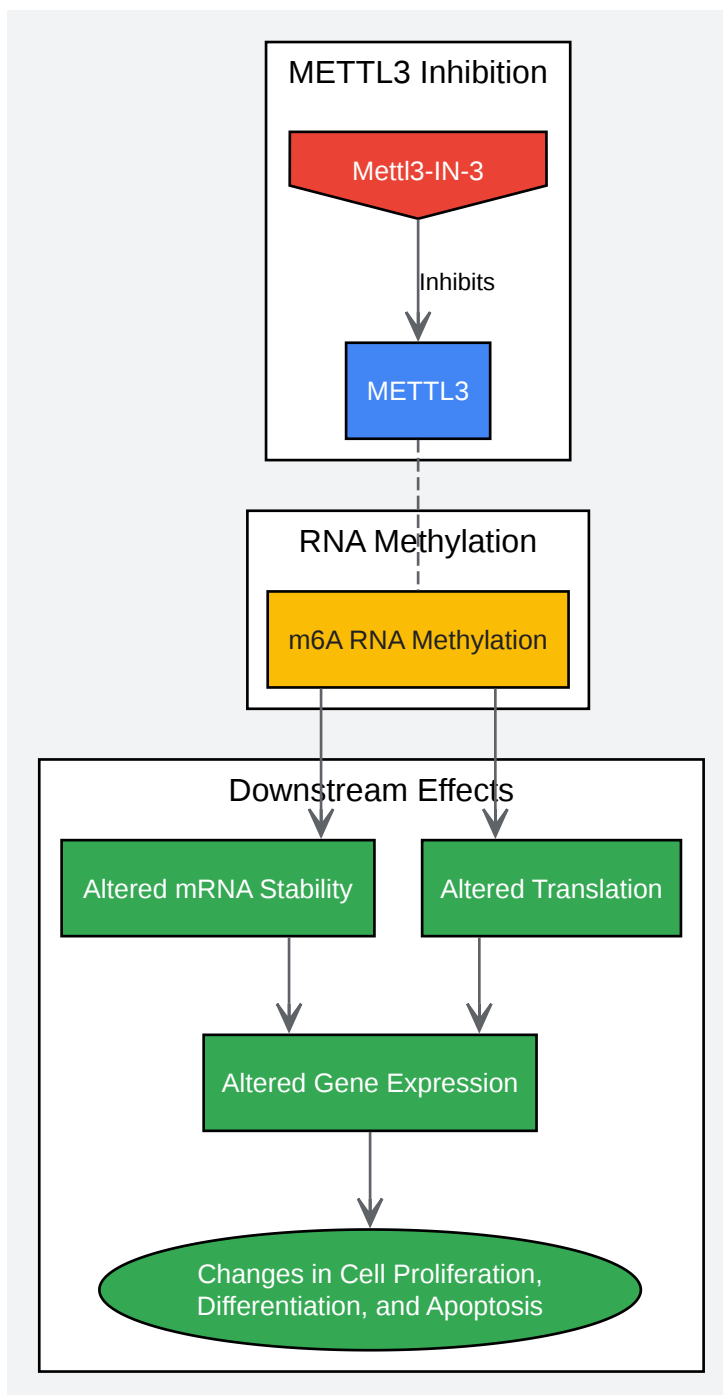 METTL3 Inhibition
Mettl3-IN-3
Inhibits
METTL3
RNA Methylation
m6A RNA Methylation
Downstream Effects
Altered mRNA Stability
Altered Translation
Altered Gene Expression
Changes in Cell Proliferation,
Differentiation, and Apoptosis